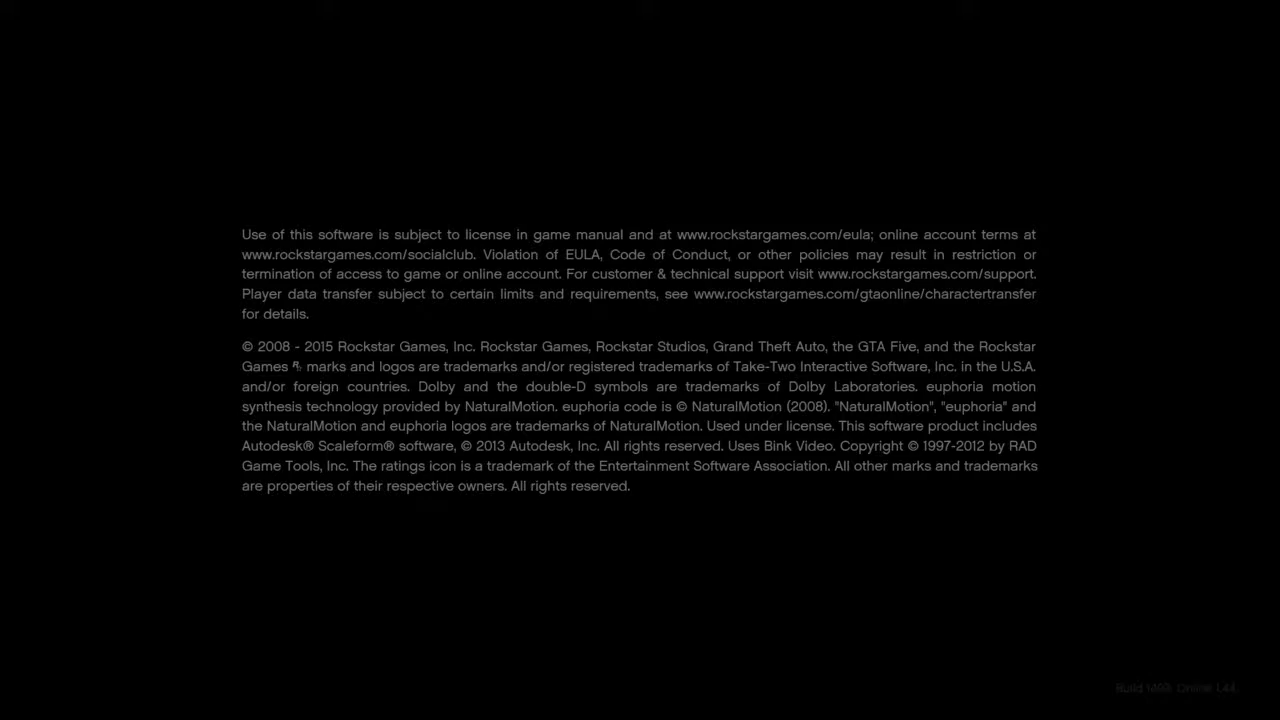 Use of this software is subject to license in game manual and at www.rockstargames.com/eula; online account terms at
www.rockstargames.com/socialclub. Violation of EULA, Code of Conduct, or other policies may result in restriction or
termination of access to game or online account. For customer & technical support visit www.rockstargames.com/support.
Player data transfer subject to certain limits and requirements, see www.rockstargames.com/gtaonline/charactertransfer
for details.
© 2008 - 2015 Rockstar Games, Inc. Rockstar Games, Rockstar Studios, Grand Theft Auto, the GTA Five, and the Rockstar
Games R* marks and logos are trademarks and/or registered trademarks of Take-Two Interactive Software, Inc. in the U.S.A.
and/or foreign countries. Dolby and the double-D symbols are trademarks of Dolby Laboratories. euphoria motion
synthesis technology provided by NaturalMotion. euphoria code is © NaturalMotion (2008). "NaturalMotion", "euphoria" and
the NaturalMotion and euphoria logos are trademarks of NaturalMotion. Used under license. This software product includes
Autodesk® Scaleform® software, © 2013 Autodesk, Inc. All rights reserved. Uses Bink Video. Copyright © 1997-2012 by RAD
Game Tools, Inc. The ratings icon is a trademark of the Entertainment Software Association. All other marks and trademarks
are properties of their respective owners. All rights reserved.
Build Online 1.44.